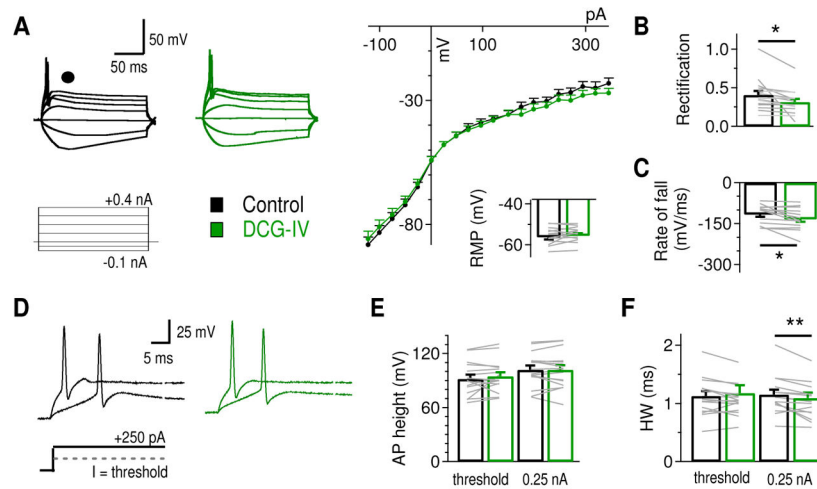 A
50 mV
50 ms
+0.4 nA
-0.1 nA
Control
DCG-IV
pA
-100
100
300
mV
-30
-80
RMP (mV)
-40
-60
B
Rectification
1.0
0.5
0.0
*
C
Rate of fall
(mV/ms)
0
-150
-300
*
D
25 mV
5 ms
+250 pA
I = threshold
E
AP height (mV)
120
90
60
0
threshold
0.25 nA
F
HW (ms)
2
1
0
**
threshold
0.25 nA